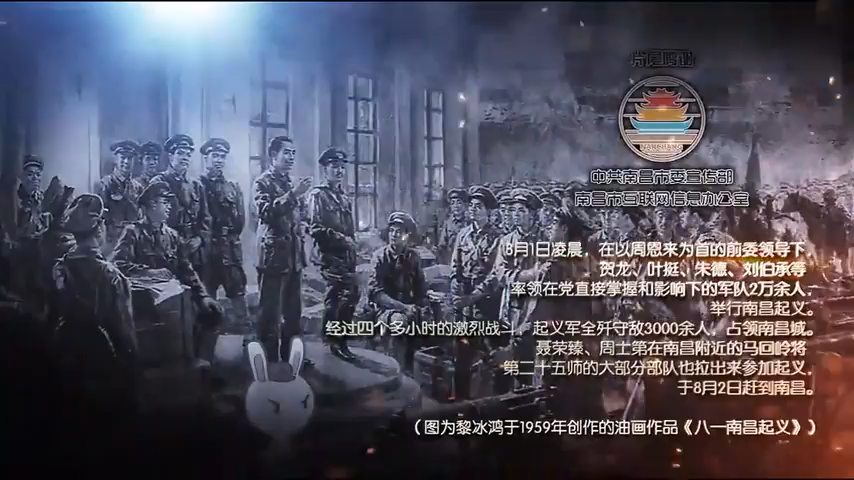 片尾鸣谢
NANCHANG
中共南昌市委宣传部
南昌市互联网信息办公室
8月1日凌晨，在以周恩来为首的前委领导下
贺龙、叶挺、朱德、刘伯承等
率领在党直接掌握和影响下的军队2万余人，
举行南昌起义。
经过四个多小时的激烈战斗，起义军全歼守敌3000余人，占领南昌城。
聂荣臻、周士第在南昌附近的马回岭将
第二十五师的大部分部队也拉出来参加起义，
于8月2日赶到南昌。
（图为黎冰鸿于1959年创作的油画作品《八一南昌起义》）